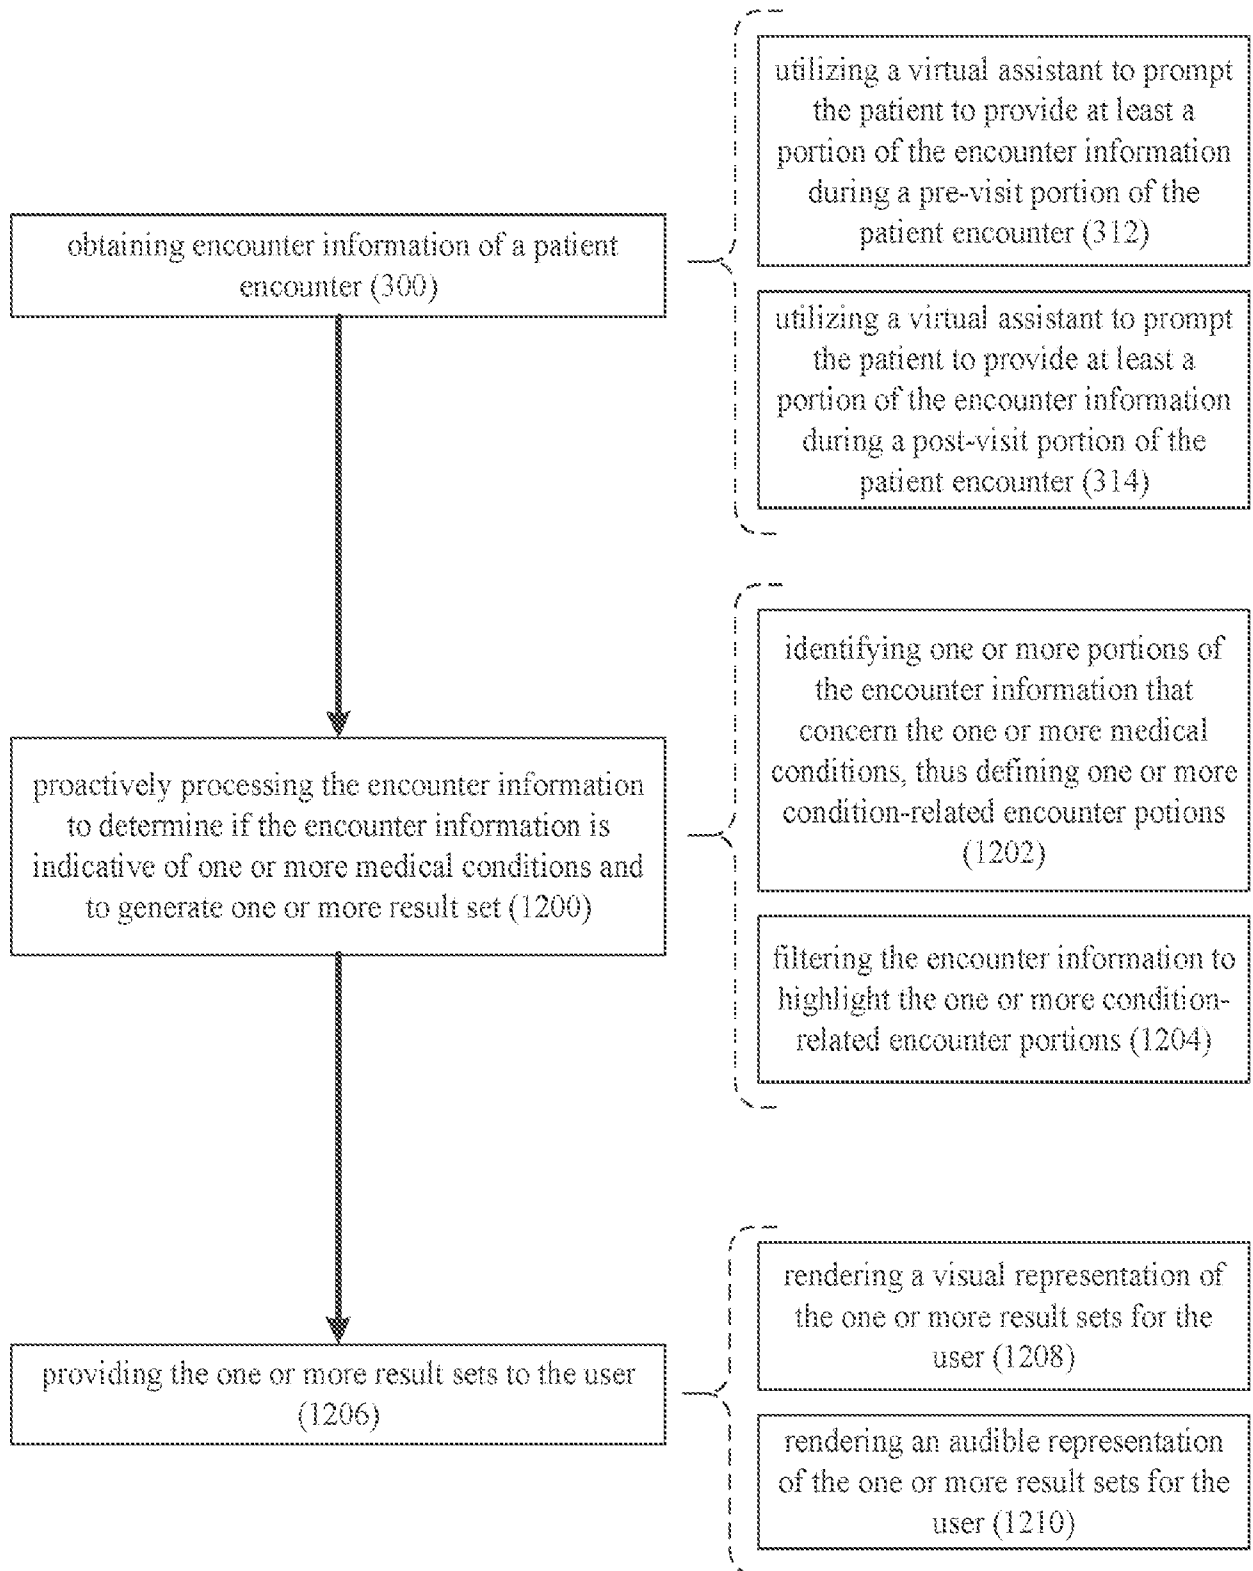 obtaining encounter information of a patient
encounter (300)
utilizing a virtual assistant to prompt
the patient to provide at least a
portion of the encounter information
during a pre-visit portion of the
patient encounter (312)
utilizing a virtual assistant to prompt
the patient to provide at least a
portion of the encounter information
during a post-visit portion of the
patient encounter (314)
proactively processing the encounter information
to determine if the encounter information is
indicative of one or more medical conditions and
to generate one or more result set (1200)
identifying one or more portions of
the encounter information that
concern the one or more medical
conditions, thus defining one or more
condition-related encounter potions
(1202)
filtering the encounter information to
highlight the one or more condition-
related encounter portions (1204)
providing the one or more result sets to the user
(1206)
rendering a visual representation of
the one or more result sets for the
user (1208)
rendering an audible representation
of the one or more result sets for the
user (1210)